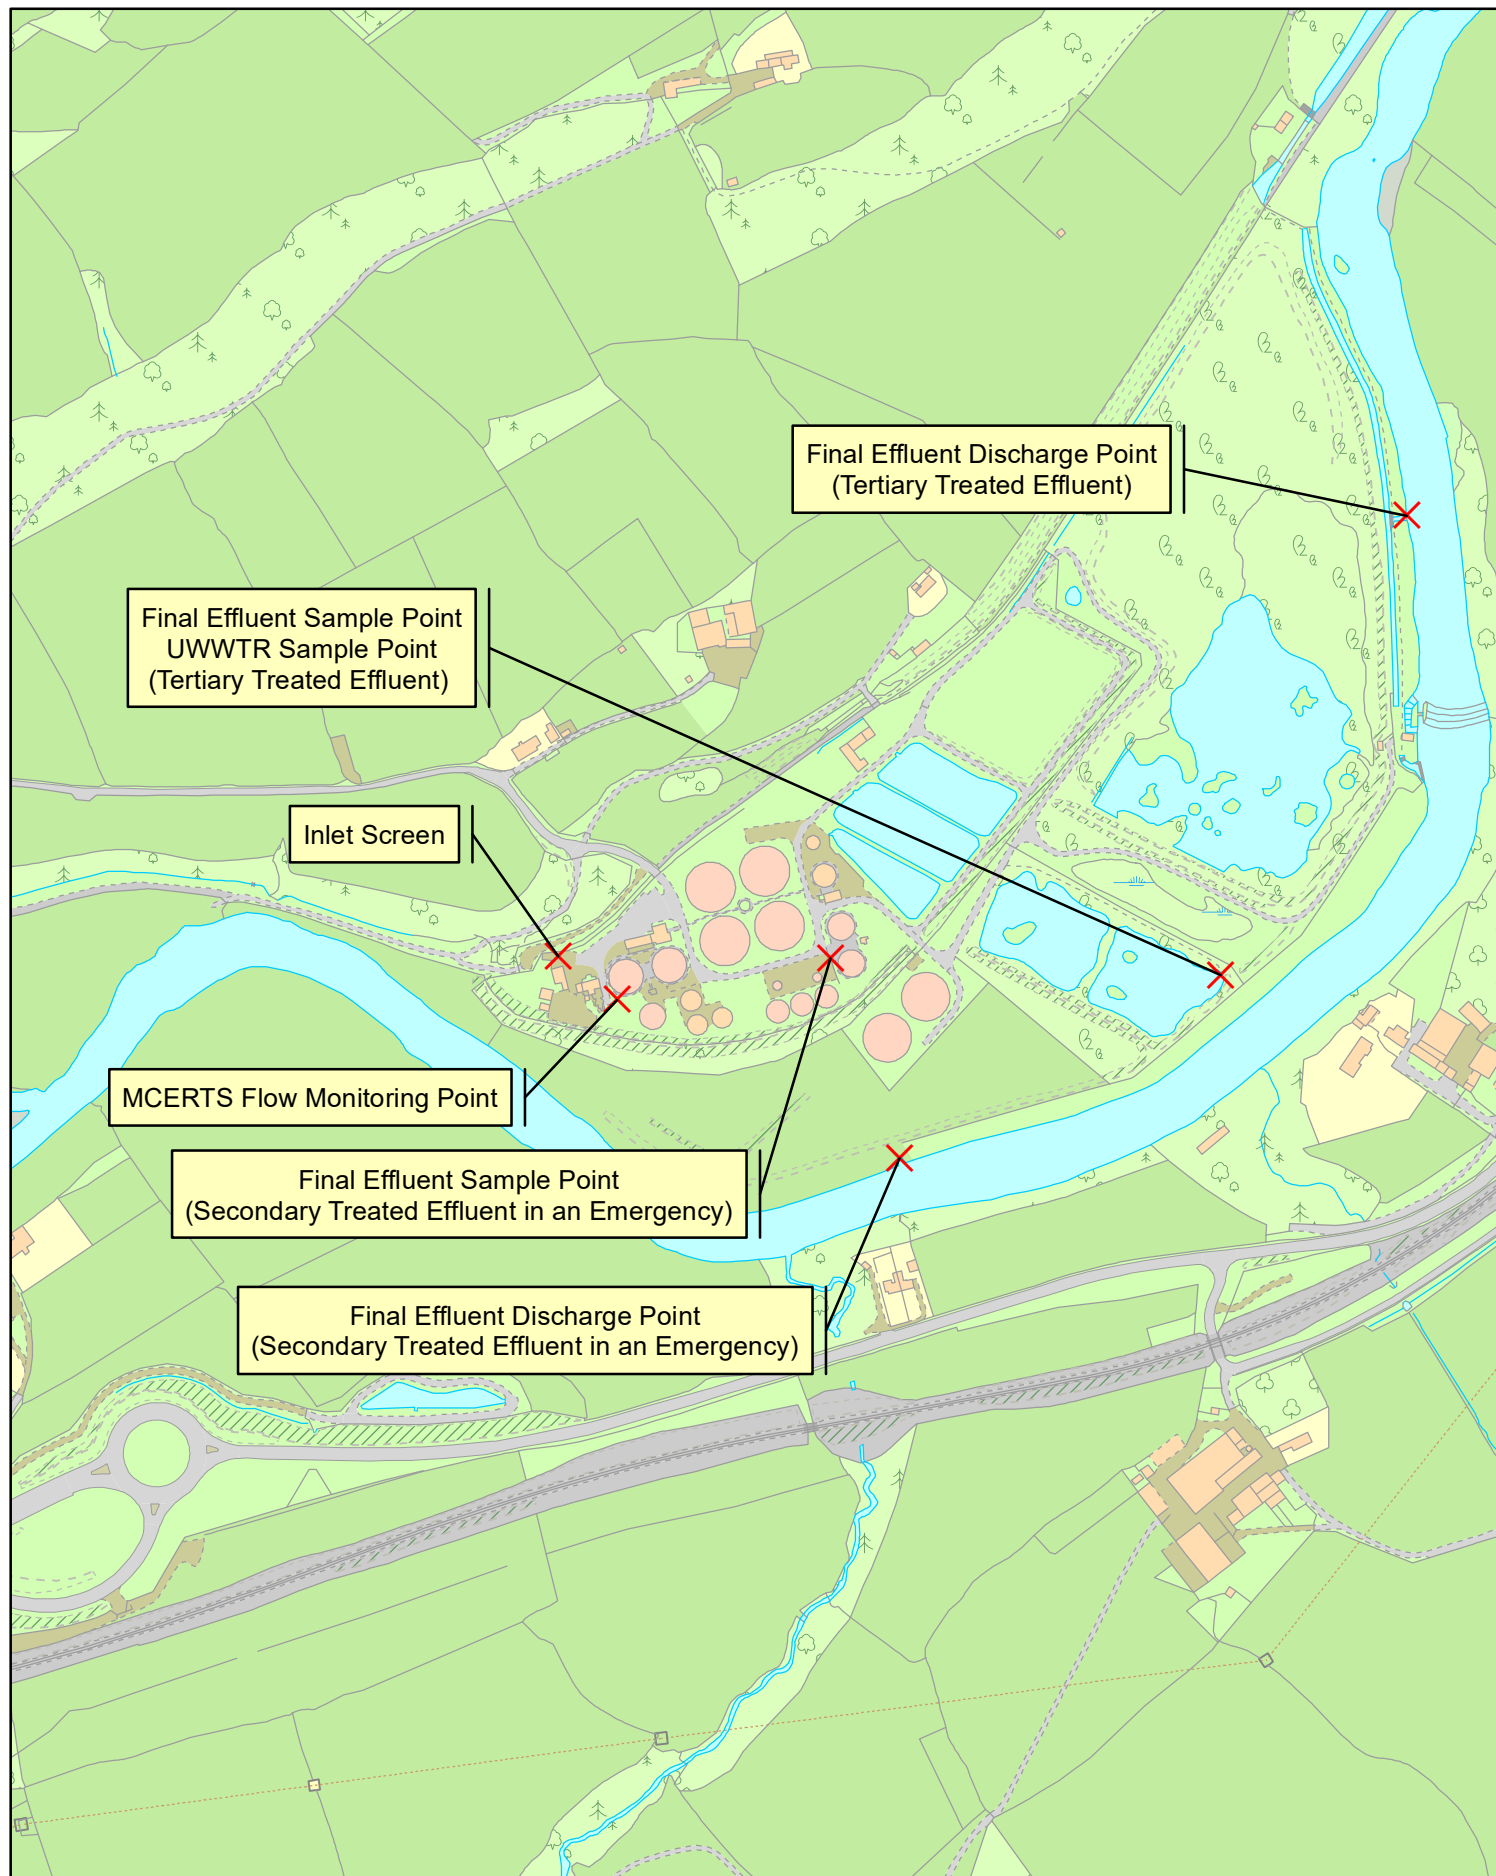 Final Effluent Discharge Point
(Tertiary Treated Effluent)
Final Effluent Sample Point
UWWTR Sample Point
(Tertiary Treated Effluent)
Inlet Screen
MCERTS Flow Monitoring Point
Final Effluent Sample Point
(Secondary Treated Effluent in an Emergency)
Final Effluent Discharge Point
(Secondary Treated Effluent in an Emergency)